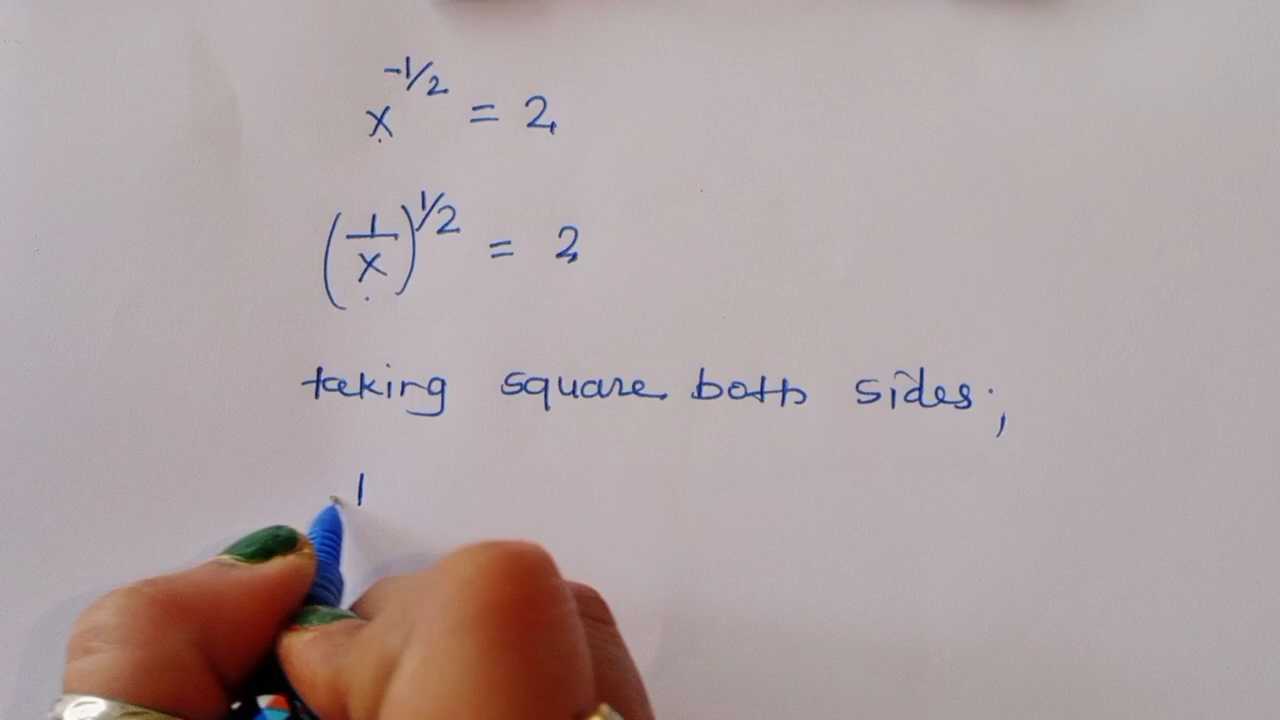 x^-1/2 = 2
(1/x)^1/2 = 2
taking square both sides,
1